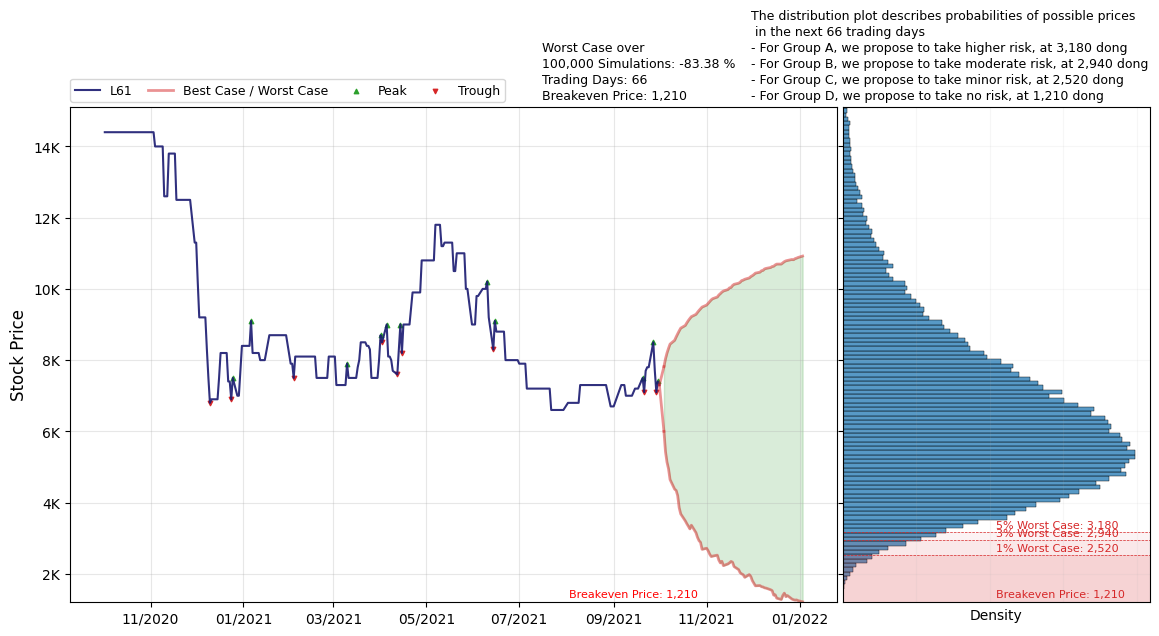 The distribution plot describes probabilities of possible prices
in the next 66 trading days
- For Group A, we propose to take higher risk, at 3,180 dong
- For Group B, we propose to take moderate risk, at 2,940 dong
- For Group C, we propose to take minor risk, at 2,520 dong
- For Group D, we propose to take no risk, at 1,210 dong
Worst Case over
100,000 Simulations: -83.38 %
Trading Days: 66
Breakeven Price: 1,210
L61
Best Case / Worst Case
Peak
Trough
Stock Price
14K
12K
10K
8K
6K
4K
2K
5% Worst Case: 3,180
3% Worst Case: 2,940
1% Worst Case: 2,520
Breakeven Price: 1,210
Breakeven Price: 1,210
11/2020
01/2021
03/2021
05/2021
07/2021
09/2021
11/2021
01/2022
Density